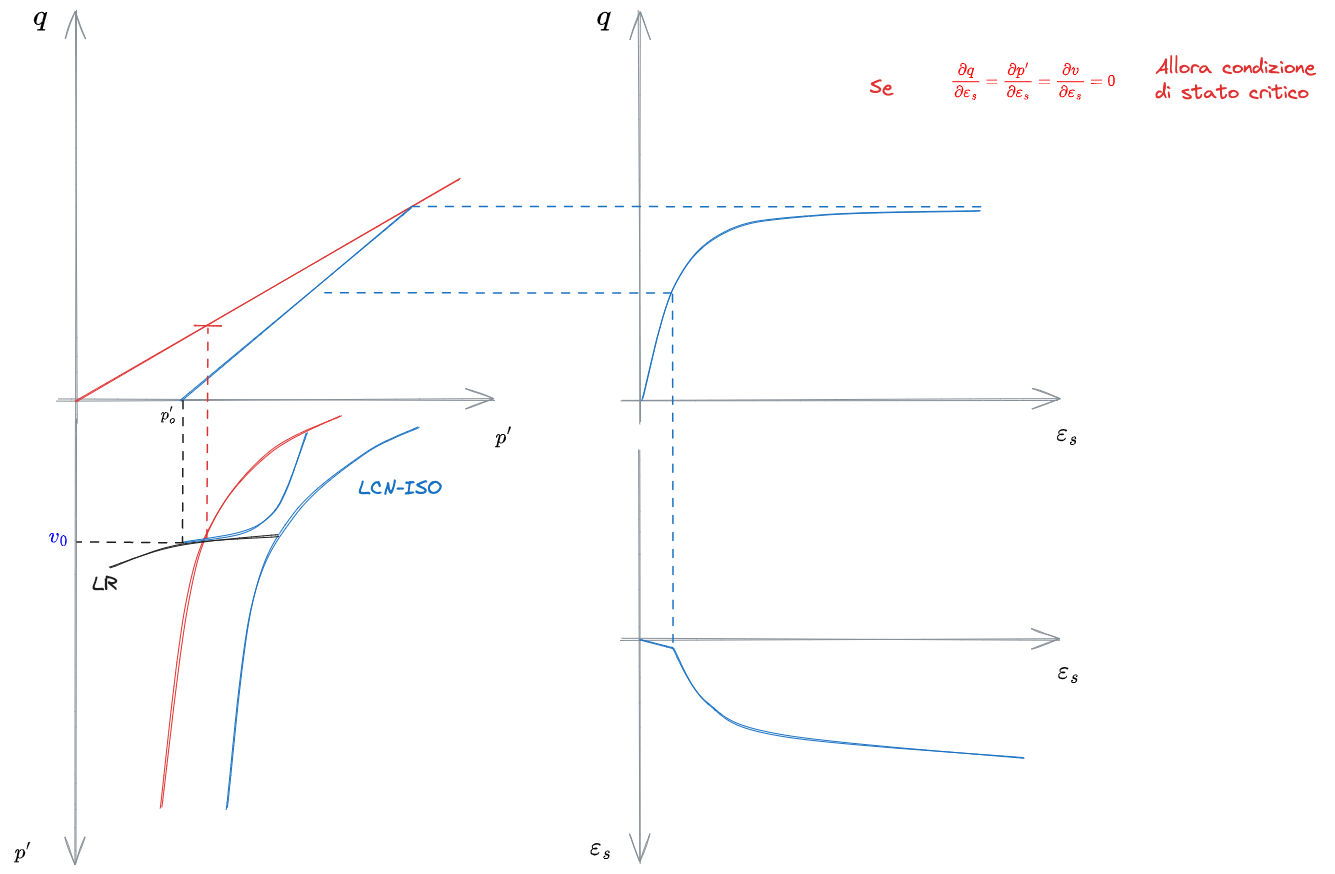 q
q
Se
∂q/∂ε_s = ∂p'/∂ε_s = ∂v/∂ε_s = 0
Allora condizione
di stato critico
p'_o
p'
ε_s
LCN-ISO
v_0
LR
ε_s
p'
ε_s